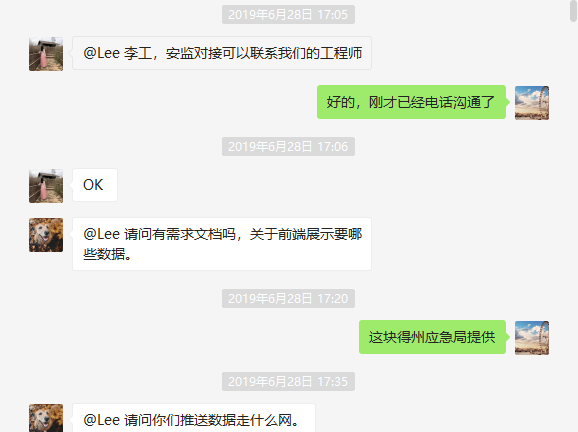 2019年6月28日 17:05
@Lee 李工，安监对接可以联系我们的工程师
好的，刚才已经电话沟通了
2019年6月28日 17:06
OK
@Lee 请问有需求文档吗，关于前端展示要哪
些数据。
2019年6月28日 17:20
这块得州应急局提供
2019年6月28日 17:35
@Lee 请问你们推送数据走什么网。